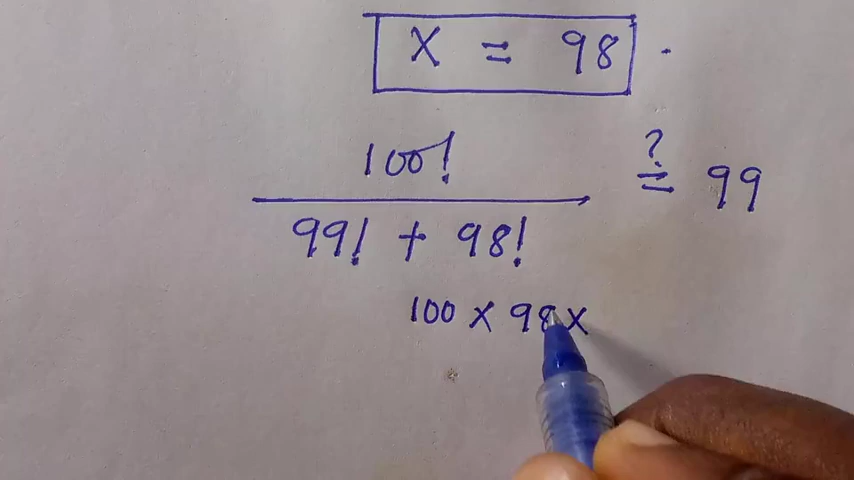 X = 98 .
100! ? 
99! + 98! = 99
100 X 98 X